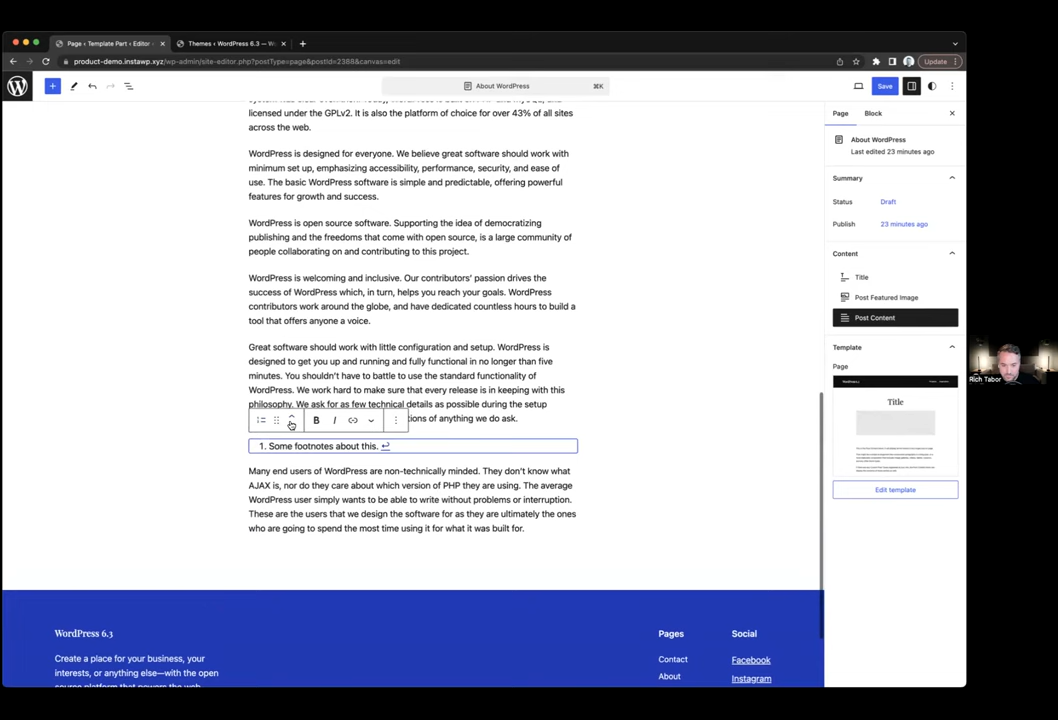 Page ‹ Template Part ‹ Editor
Themes ‹ WordPress 6.3 — W
product-demo.instawp.xyz/wp-admin/site-editor.php?postType=page&postId=2388&canvas=edit
Update
About WordPress
⌘K
Save
licensed under the GPLv2. It is also the platform of choice for over 43% of all sites
across the web.
WordPress is designed for everyone. We believe great software should work with
minimum set up, emphasizing accessibility, performance, security, and ease of
use. The basic WordPress software is simple and predictable, offering powerful
features for growth and success.
WordPress is open source software. Supporting the idea of democratizing
publishing and the freedoms that come with open source, is a large community of
people collaborating on and contributing to this project.
WordPress is welcoming and inclusive. Our contributors' passion drives the
success of WordPress which, in turn, helps you reach your goals. WordPress
contributors work around the globe, and have dedicated countless hours to build a
tool that offers anyone a voice.
Great software should work with little configuration and setup. WordPress is
designed to get you up and running and fully functional in no longer than five
minutes. You shouldn't have to battle to use the standard functionality of
WordPress. We work hard to make sure that every release is in keeping with this
philosophy. We ask for as few technical details as possible during the setup
tions of anything we do ask.
B I
1. Some footnotes about this. ↩
Many end users of WordPress are non-technically minded. They don't know what
AJAX is, nor do they care about which version of PHP they are using. The average
WordPress user simply wants to be able to write without problems or interruption.
These are the users that we design the software for as they are ultimately the ones
who are going to spend the most time using it for what it was built for.
WordPress 6.3
Create a place for your business, your
interests, or anything else—with the open
source platform that powers the web.
Pages
Contact
About
Social
Facebook
Instagram
Page
Block
About WordPress
Last edited 23 minutes ago
Summary
Status
Draft
Publish
23 minutes ago
Content
Title
Post Featured Image
Post Content
Template
Page
Title
Edit template
Rich Tabor